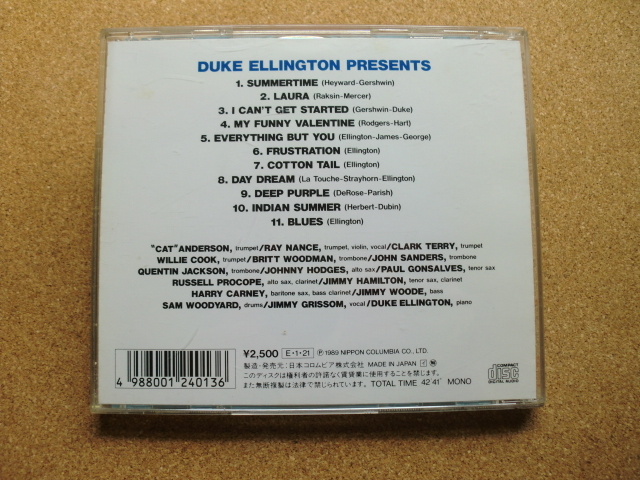 DUKE ELLINGTON PRESENTS
1. SUMMERTIME (Heyward-Gershwin)
2. LAURA (Raksin-Mercer)
3. I CAN'T GET STARTED (Gershwin-Duke)
4. MY FUNNY VALENTINE (Rodgers-Hart)
5. EVERYTHING BUT YOU (Ellington-James-George)
6. FRUSTRATION (Ellington)
7. COTTON TAIL (Ellington)
8. DAY DREAM (La Touche-Strayhorn-Ellington)
9. DEEP PURPLE (DeRose-Parish)
10. INDIAN SUMMER (Herbert-Dubin)
11. BLUES (Ellington)
"CAT" ANDERSON, trumpet/RAY NANCE, trumpet, violin, vocal/CLARK TERRY, trumpet
WILLIE COOK, trumpet/BRITT WOODMAN, trombone/JOHN SANDERS, trombone
QUENTIN JACKSON, trombone/JOHNNY HODGES, alto sax/PAUL GONSALVES, tenor sax
RUSSELL PROCOPE, alto sax, clarinet/JIMMY HAMILTON, tenor sax, clarinet
HARRY CARNEY, baritone sax, bass clarinet/JIMMY WOODE, bass
SAM WOODYARD, drums/JIMMY GRISSOM, vocal/DUKE ELLINGTON, piano
¥2,500 E・1・21 Ⓟ1989 NIPPON COLUMBIA CO., LTD.
製造・発売元:日本コロムビア株式会社 MADE IN JAPAN
このディスクは権利者の許諾なく賃貸業に使用することを禁じます。
また無断複製は法律で禁じられています。 TOTAL TIME 42'41" MONO
4 988001 240136
COMPACT
disc
DIGITAL AUDIO